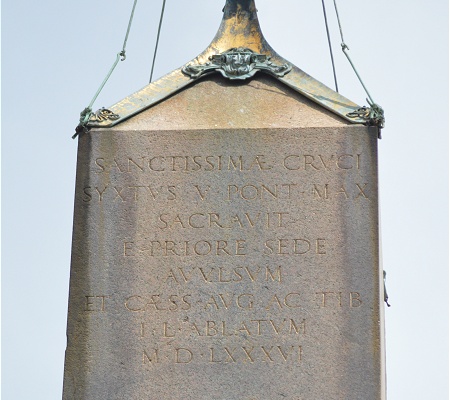 SANCTISSIMÆ CRVCI
SYXTVS V PONT MAX
SACRAVIT
E PRIORE SEDE
AVVLSVM
ET CÆSS AVG AC TIB
I L ABLATVM
M D LXXXVI